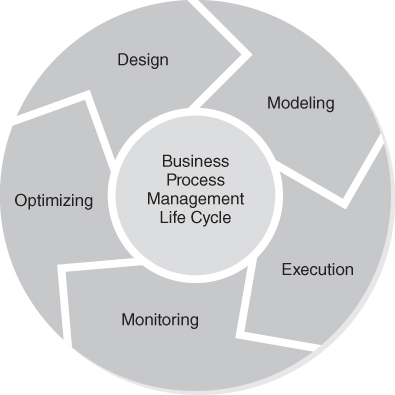 Design
Modeling
Business
Process
Management
Life Cycle
Optimizing
Execution
Monitoring